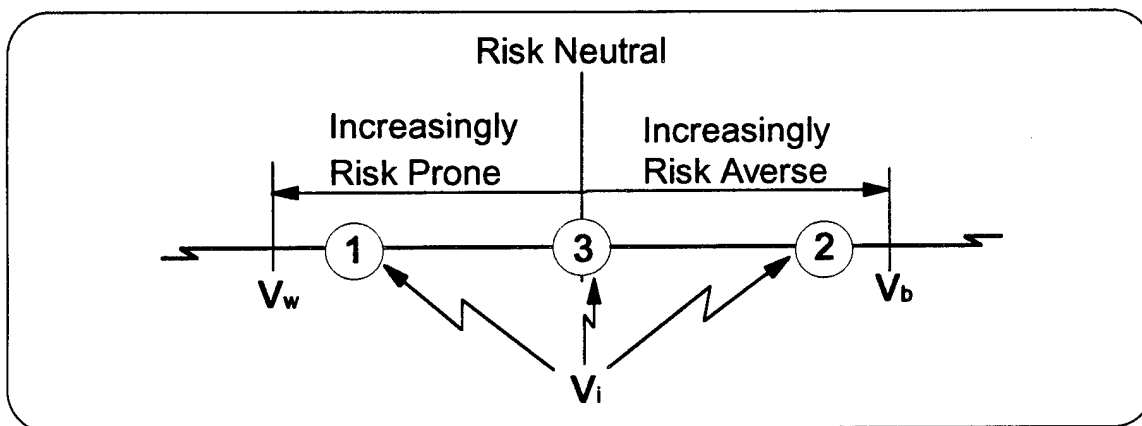 Risk Neutral
Increasingly
Risk Prone
Increasingly
Risk Averse
1
3
2
Vw
Vb
Vi